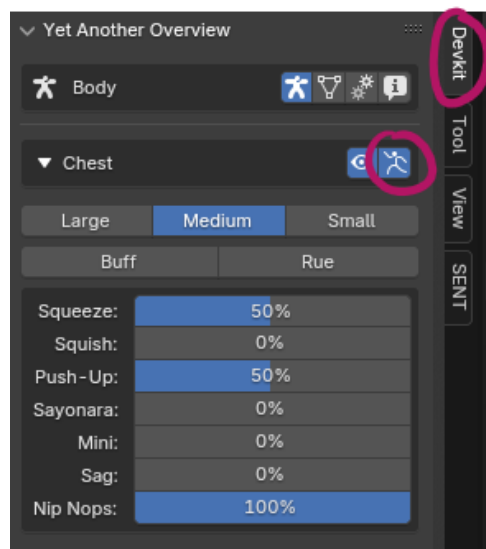 Yet Another Overview
Devkit
Body
Tool
Chest
View
Large Medium Small
Buff Rue
SENT
Squeeze: 50%
Squish: 0%
Push-Up: 50%
Sayonara: 0%
Mini: 0%
Sag: 0%
Nip Nops: 100%